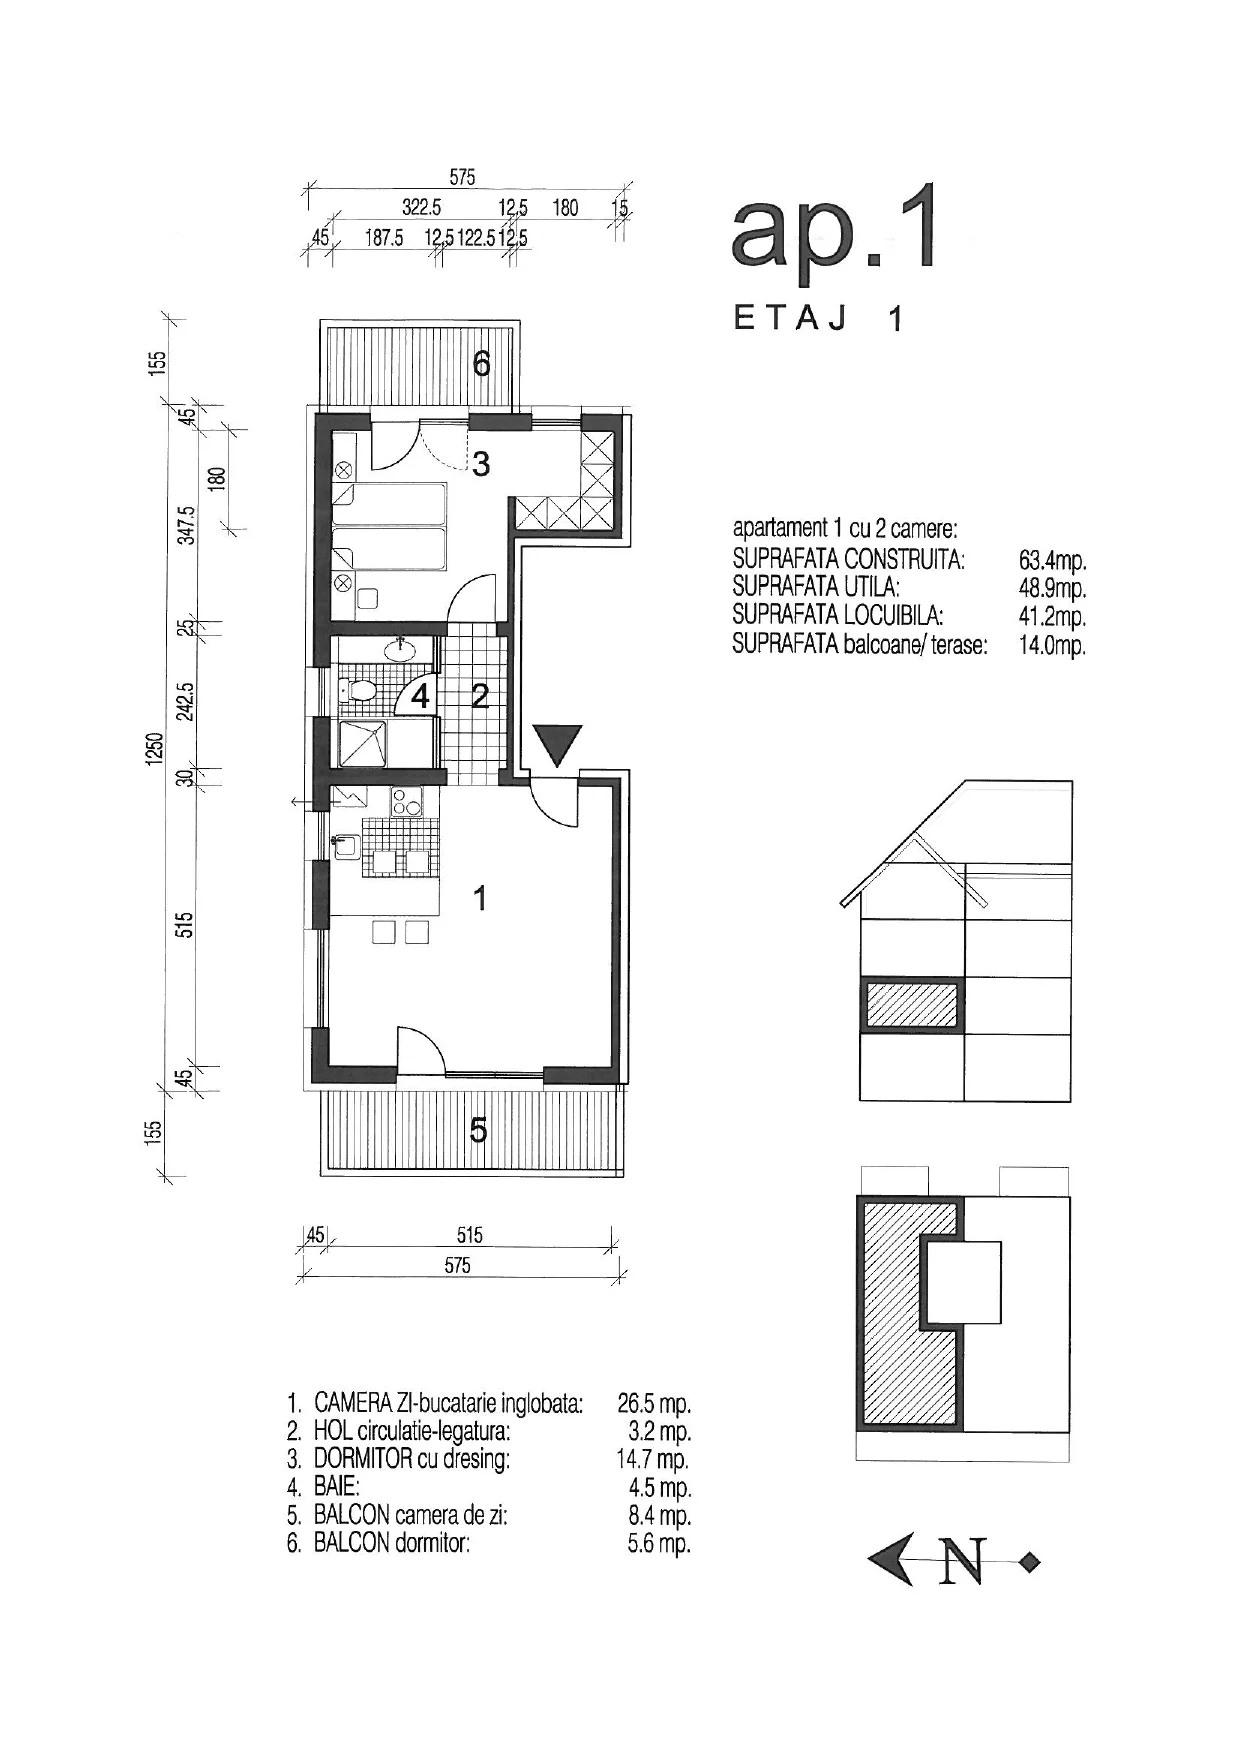 575
322.5 12.5 180 15
45 187.5 12.5 122.5 12.5
ap.1
ETAJ 1
155
45
180
347.5
25
242.5
1250
30
515
45
155
6
3
4
2
1
5
apartament 1 cu 2 camere:
SUPRAFATA CONSTRUITA: 63.4mp.
SUPRAFATA UTILA: 48.9mp.
SUPRAFATA LOCUIBILA: 41.2mp.
SUPRAFATA balcoane/ terase: 14.0mp.
45 515
575
1. CAMERA ZI-bucatarie inglobata: 26.5 mp.
2. HOL circulatie-legatura: 3.2 mp.
3. DORMITOR cu dresing: 14.7 mp.
4. BAIE: 4.5 mp.
5. BALCON camera de zi: 8.4 mp.
6. BALCON dormitor: 5.6 mp.
N